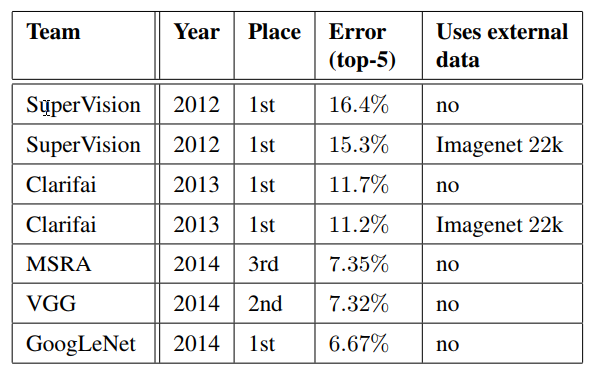 Team Year Place Error (top-5) Uses external data
SuperVision 2012 1st 16.4% no
SuperVision 2012 1st 15.3% Imagenet 22k
Clarifai 2013 1st 11.7% no
Clarifai 2013 1st 11.2% Imagenet 22k
MSRA 2014 3rd 7.35% no
VGG 2014 2nd 7.32% no
GoogLeNet 2014 1st 6.67% no